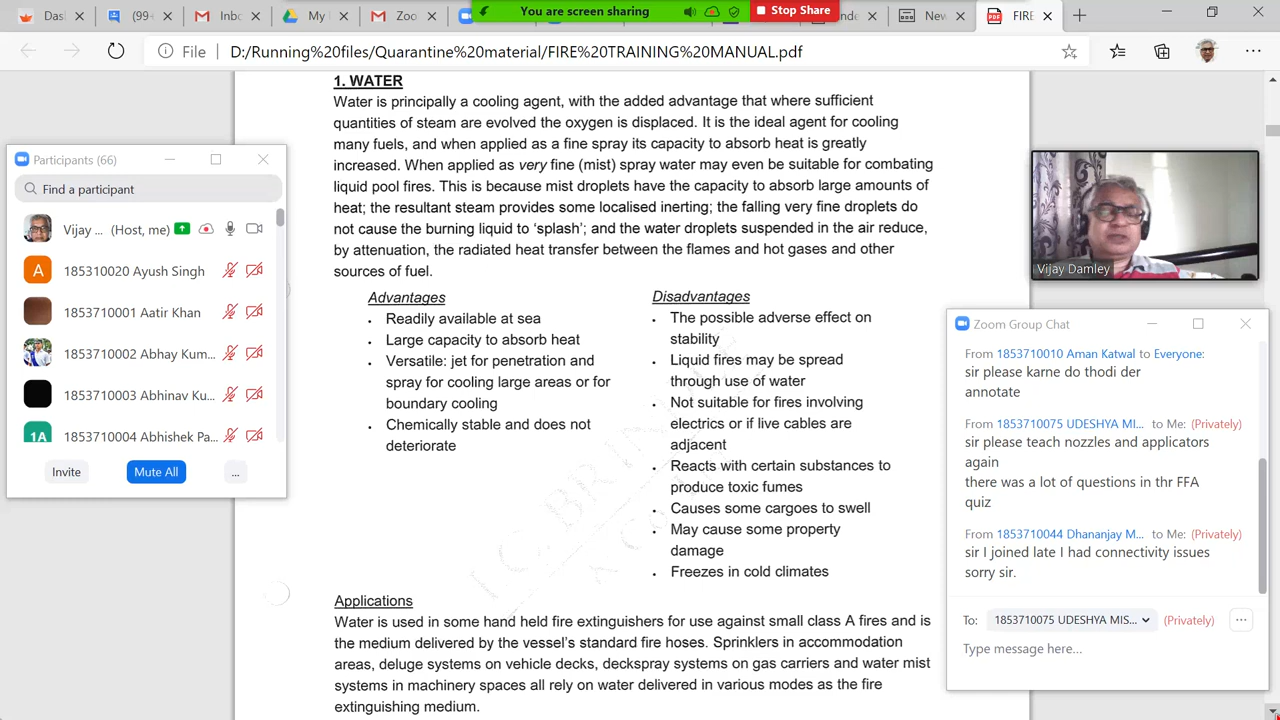 Da
(99
Inbo
My
Zoo
You are screen sharing
Stop Share
nde
New
FIRE
File
D:/Running%20files/Quarantine%20material/FIRE%20TRAINING%20MANUAL.pdf
1. WATER
Water is principally a cooling agent, with the added advantage that where sufficient
quantities of steam are evolved the oxygen is displaced. It is the ideal agent for cooling
many fuels, and when applied as a fine spray its capacity to absorb heat is greatly
increased. When applied as very fine (mist) spray water may even be suitable for combating
liquid pool fires. This is because mist droplets have the capacity to absorb large amounts of
heat; the resultant steam provides some localised inerting; the falling very fine droplets do
not cause the burning liquid to ‘splash’; and the water droplets suspended in the air reduce,
by attenuation, the radiated heat transfer between the flames and hot gases and other
sources of fuel.
Advantages
• Readily available at sea
• Large capacity to absorb heat
• Versatile: jet for penetration and
spray for cooling large areas or for
boundary cooling
• Chemically stable and does not
deteriorate
Disadvantages
• The possible adverse effect on
stability
• Liquid fires may be spread
through use of water
• Not suitable for fires involving
electrics or if live cables are
adjacent
• Reacts with certain substances to
produce toxic fumes
• Causes some cargoes to swell
• May cause some property
damage
• Freezes in cold climates
Applications
Water is used in some hand held fire extinguishers for use against small class A fires and is
the medium delivered by the vessel’s standard fire hoses. Sprinklers in accommodation
areas, deluge systems on vehicle decks, deckspray systems on gas carriers and water mist
systems in machinery spaces all rely on water delivered in various modes as the fire
extinguishing medium.
Participants (66)
Find a participant
Vijay ... (Host, me)
A
185310020 Ayush Singh
1853710001 Aatir Khan
1853710002 Abhay Kum...
1853710003 Abhinav Ku...
1A
1853710004 Abhishek Pa...
Invite
Mute All
...
Vijay Damley
Zoom Group Chat
From 1853710010 Aman Katwal to Everyone:
sir please karne do thodi der
annotate
From 1853710075 UDESHYA MI... to Me: (Privately)
sir please teach nozzles and applicators
again
there was a lot of questions in thr FFA
quiz
From 1853710044 Dhananjay M... to Me: (Privately)
sir I joined late I had connectivity issues
sorry sir.
To: 1853710075 UDESHYA MIS... (Privately)
Type message here...